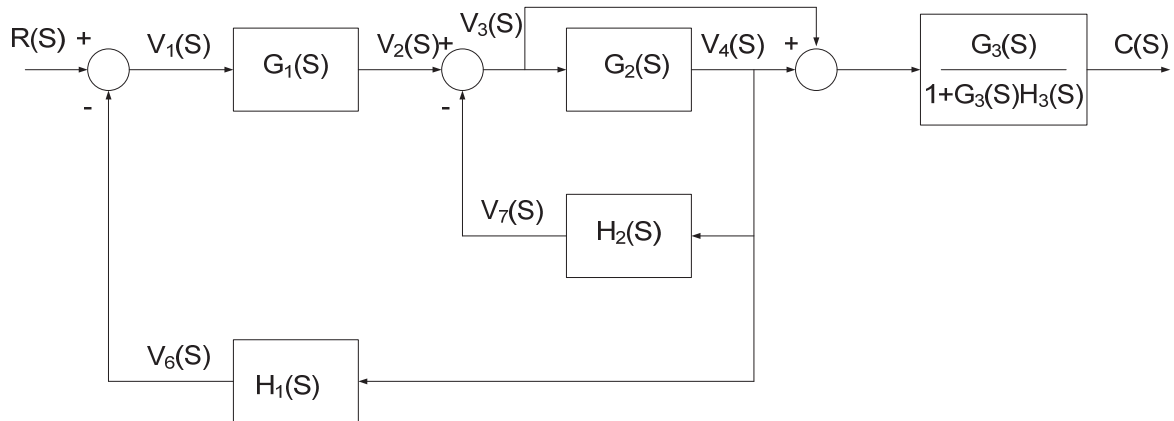 R(S) +
V₁(S)
G₁(S)
V₂(S) +
V₃(S)
G₂(S)
V₄(S)
+
G₃(S)
1+G₃(S)H₃(S)
C(S)
-
-
V₇(S)
H₂(S)
V₆(S)
H₁(S)